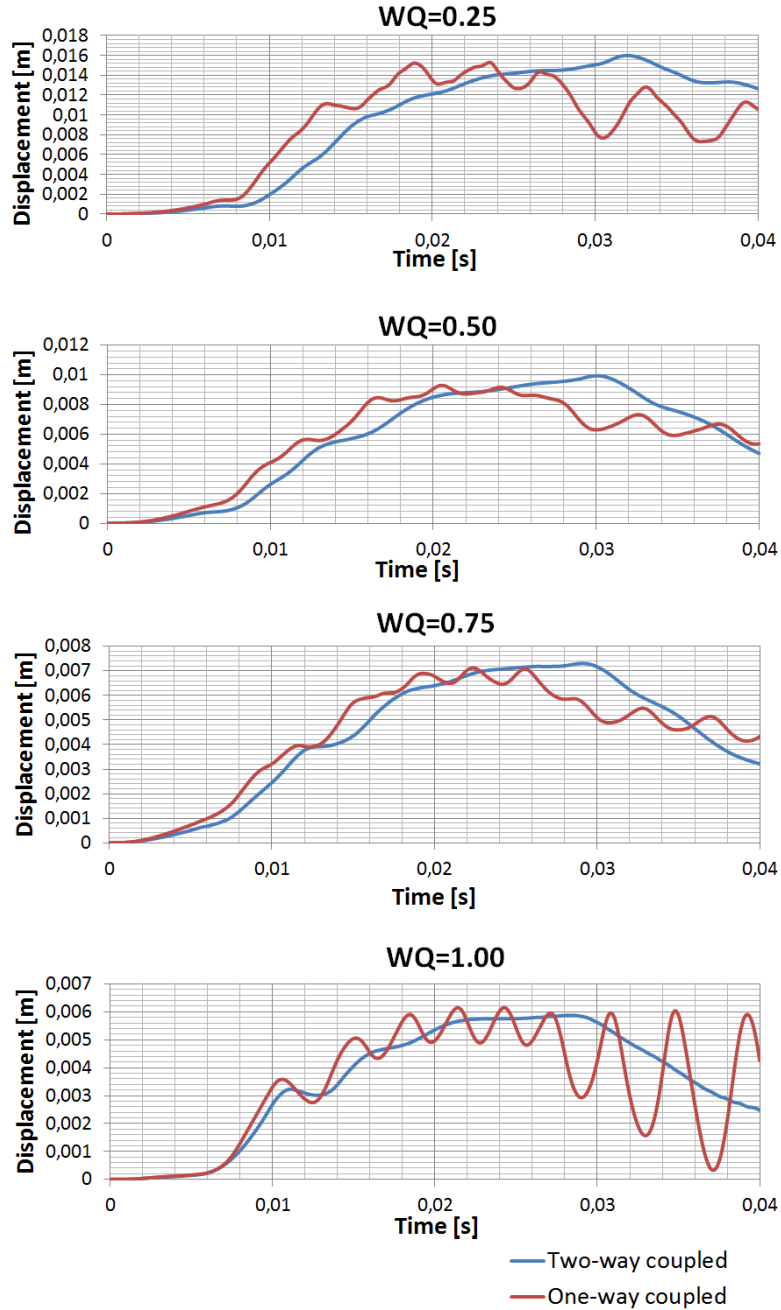 WQ=0.25
Displacement [m]
0,018
0,016
0,014
0,012
0,01
0,008
0,006
0,004
0,002
0
0 0,01 0,02 0,03 0,04
Time [s]
WQ=0.50
Displacement [m]
0,012
0,01
0,008
0,006
0,004
0,002
0
0 0,01 0,02 0,03 0,04
Time [s]
WQ=0.75
Displacement [m]
0,008
0,007
0,006
0,005
0,004
0,003
0,002
0,001
0
0 0,01 0,02 0,03 0,04
Time [s]
WQ=1.00
Displacement [m]
0,007
0,006
0,005
0,004
0,003
0,002
0,001
0
0 0,01 0,02 0,03 0,04
Time [s]
Two-way coupled
One-way coupled